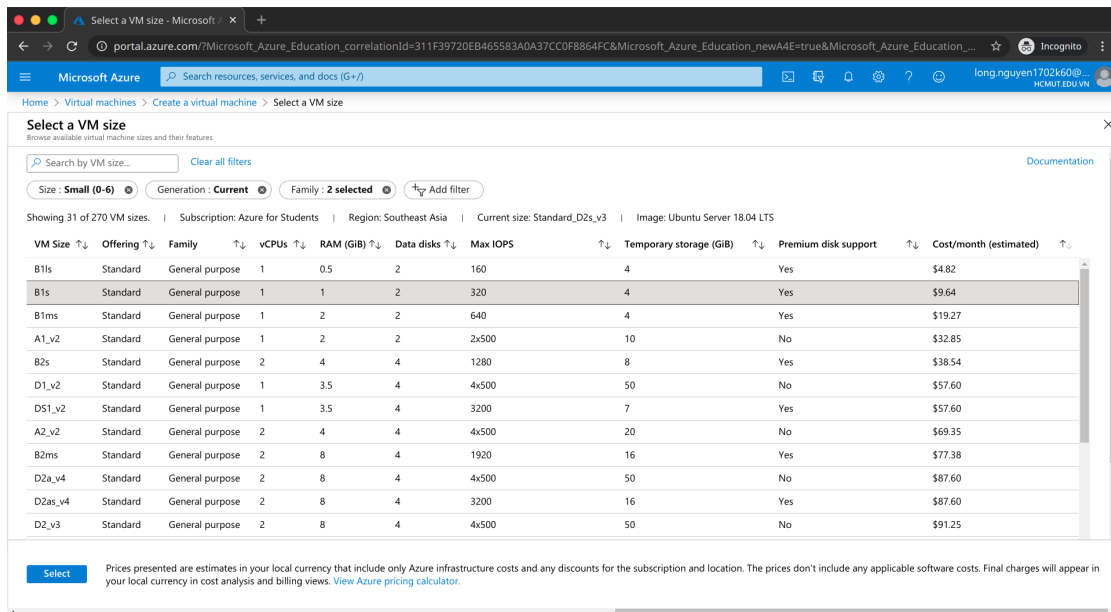 Select a VM size - Microsoft A
portal.azure.com/?Microsoft_Azure_Education_correlationId=311F39720EB465583A0A37CC0F8864FC&Microsoft_Azure_Education_newA4E=true&Microsoft_Azure_Education_... Incognito
Microsoft Azure Search resources, services, and docs (G+/) long.nguyen1702k60@...
HCMUT.EDU.VN
Home > Virtual machines > Create a virtual machine > Select a VM size
Select a VM size
Browse available virtual machine sizes and their features
Search by VM size... Clear all filters Documentation
Size : Small (0-6) Generation : Current Family : 2 selected Add filter
Showing 31 of 270 VM sizes. | Subscription: Azure for Students | Region: Southeast Asia | Current size: Standard_D2s_v3 | Image: Ubuntu Server 18.04 LTS
VM Size Offering Family vCPUs RAM (GiB) Data disks Max IOPS Temporary storage (GiB) Premium disk support Cost/month (estimated)
B1ls Standard General purpose 1 0.5 2 160 4 Yes $4.82
B1s Standard General purpose 1 1 2 320 4 Yes $9.64
B1ms Standard General purpose 1 2 2 640 4 Yes $19.27
A1_v2 Standard General purpose 1 2 2 2x500 10 No $32.85
B2s Standard General purpose 2 4 4 1280 8 Yes $38.54
D1_v2 Standard General purpose 1 3.5 4 4x500 50 No $57.60
DS1_v2 Standard General purpose 1 3.5 4 3200 7 Yes $57.60
A2_v2 Standard General purpose 2 4 4 4x500 20 No $69.35
B2ms Standard General purpose 2 8 4 1920 16 Yes $77.38
D2a_v4 Standard General purpose 2 8 4 4x500 50 No $87.60
D2as_v4 Standard General purpose 2 8 4 3200 16 Yes $87.60
D2_v3 Standard General purpose 2 8 4 4x500 50 No $91.25
Select Prices presented are estimates in your local currency that include only Azure infrastructure costs and any discounts for the subscription and location. The prices don't include any applicable software costs. Final charges will appear in
your local currency in cost analysis and billing views. View Azure pricing calculator.